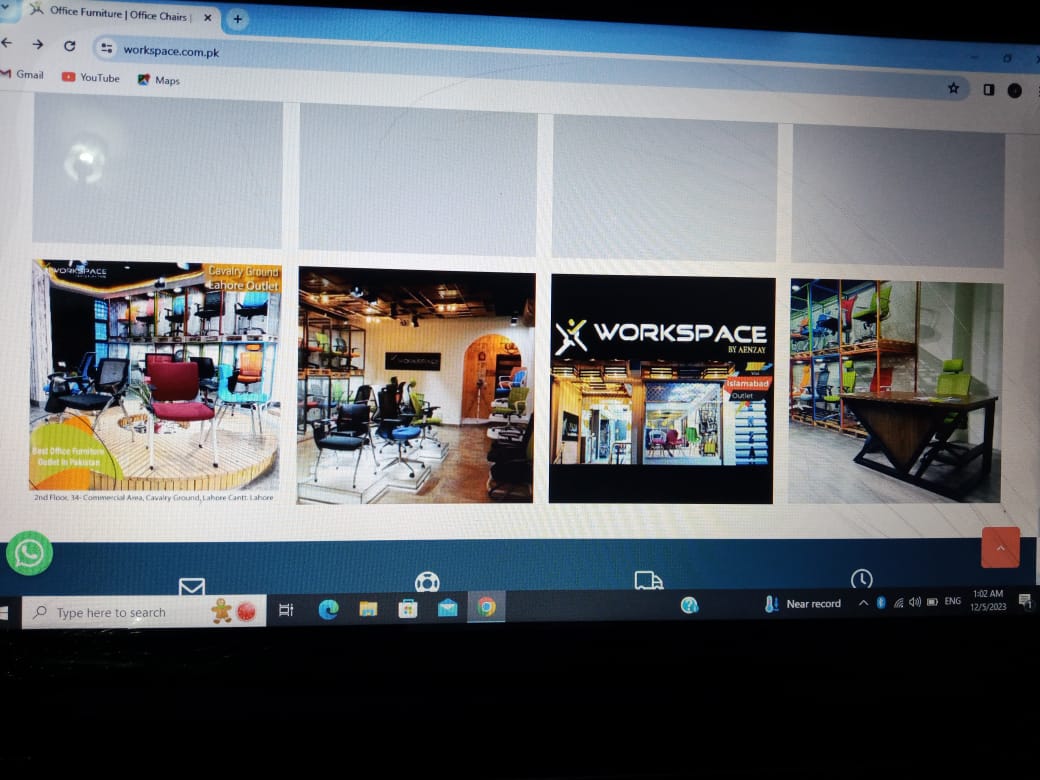 Office Furniture | Office Chairs |
workspace.com.pk
Gmail
YouTube
Maps
WORKSPACE
Cavalry Ground
Lahore Outlet
Best Office Furniture
Outlet In Pakistan
2nd Floor, 34- Commercial Area, Cavalry Ground, Lahore Cantt. Lahore
WORKSPACE
WORKSPACE
BY AENZAY
Islamabad
Outlet
Type here to search
Near record
ENG
1:02 AM
12/5/2023
1